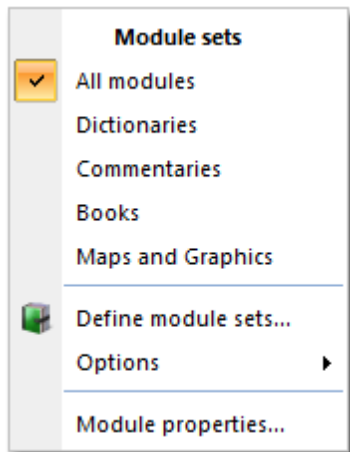 Module sets
All modules
Dictionaries
Commentaries
Books
Maps and Graphics
Define module sets...
Options
Module properties...